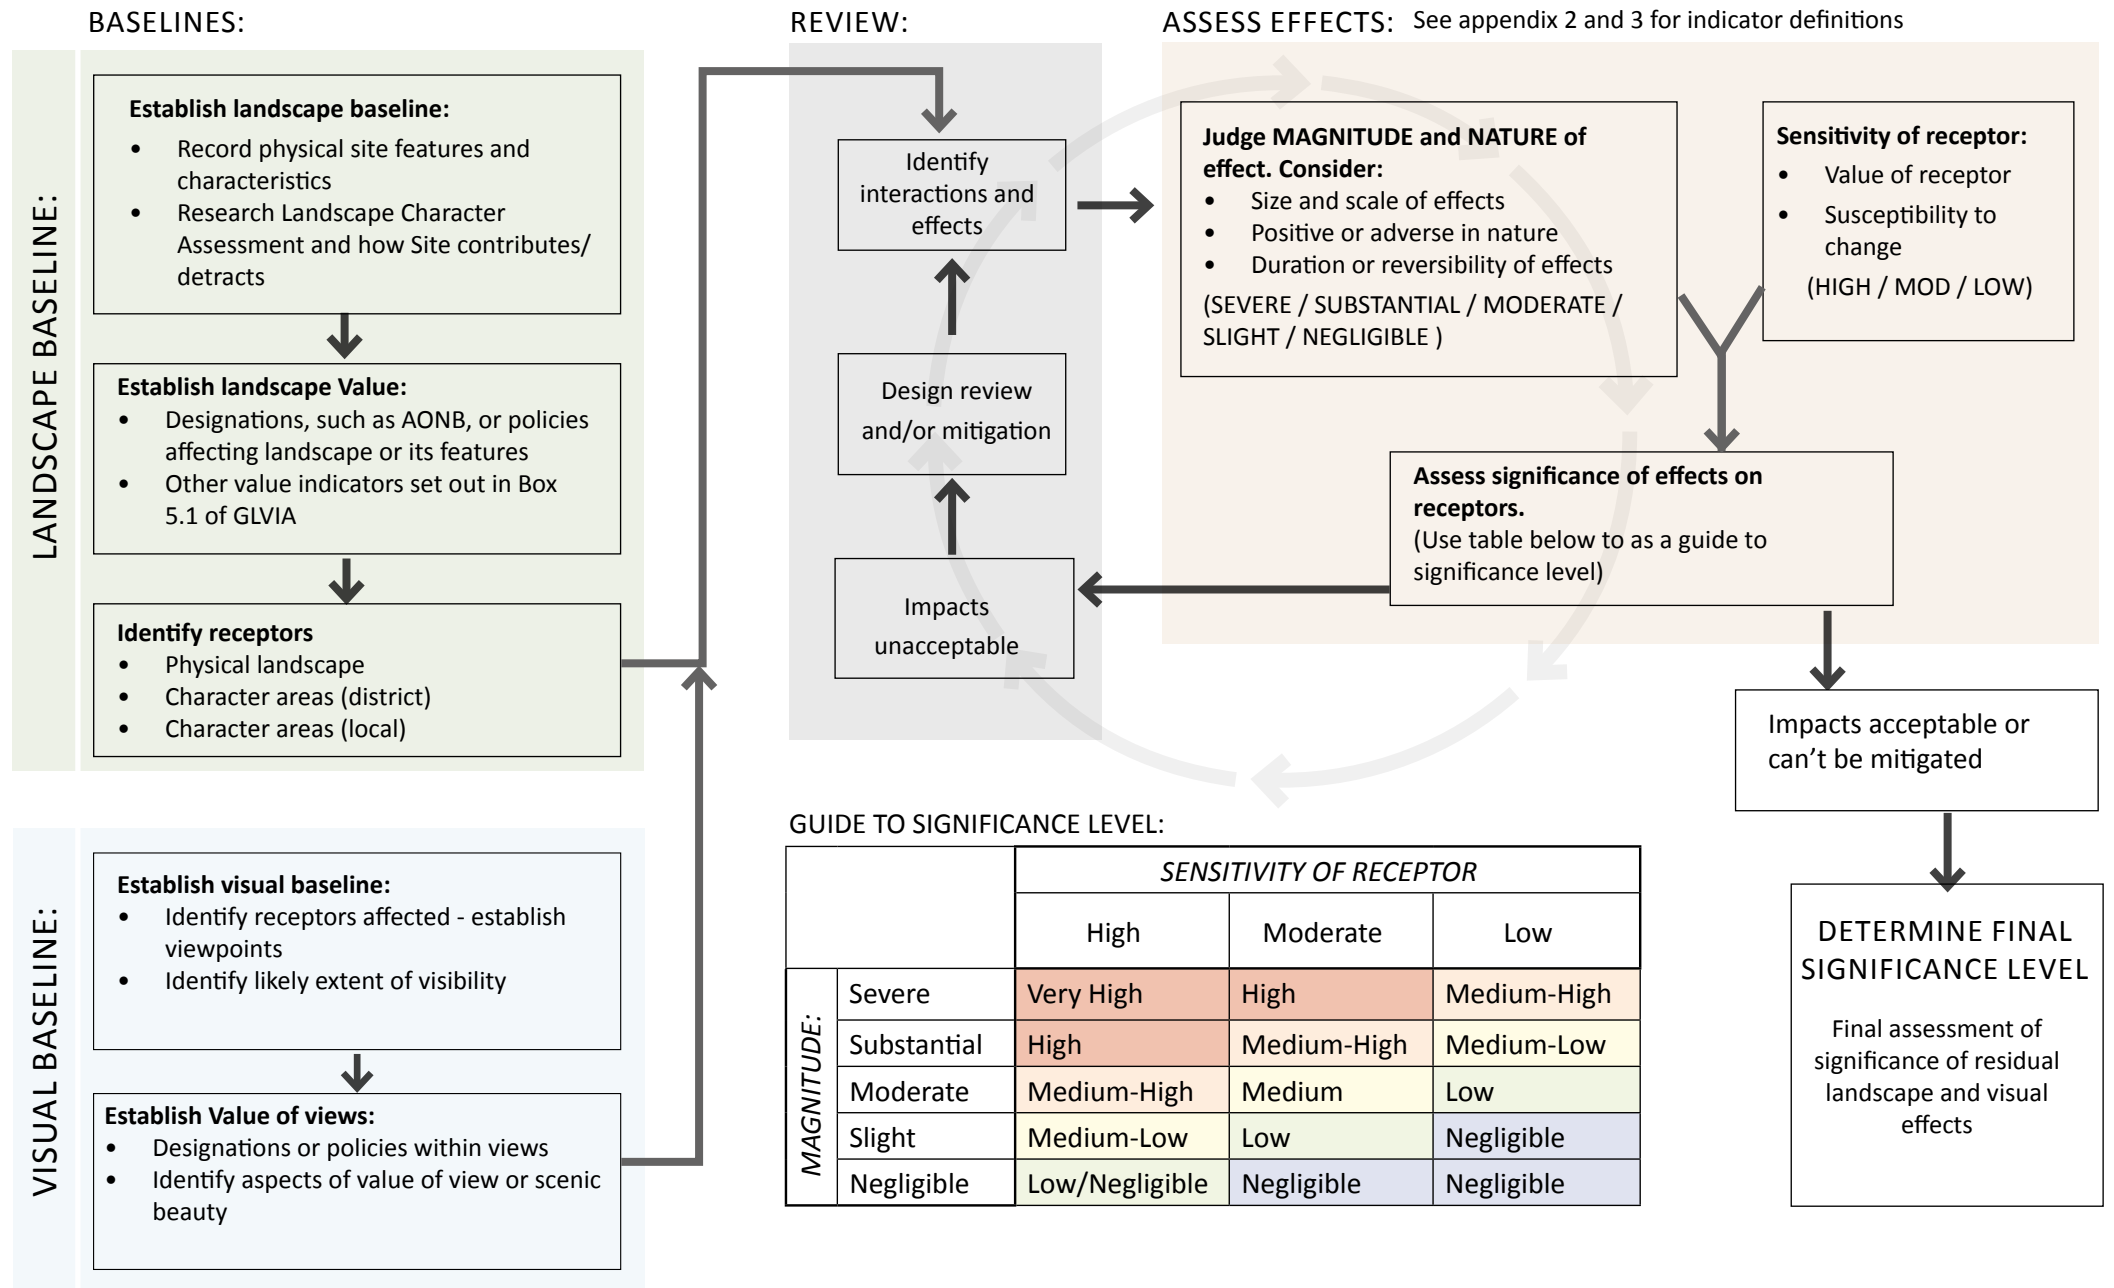 BASELINES:
LANDSCAPE BASELINE:
Establish landscape baseline:
• Record physical site features and
characteristics
• Research Landscape Character
Assessment and how Site contributes/
detracts
Establish landscape Value:
• Designations, such as AONB, or policies
affecting landscape or its features
• Other value indicators set out in Box
5.1 of GLVIA
Identify receptors
• Physical landscape
• Character areas (district)
• Character areas (local)
VISUAL BASELINE:
Establish visual baseline:
• Identify receptors affected - establish
viewpoints
• Identify likely extent of visibility
Establish Value of views:
• Designations or policies within views
• Identify aspects of value of view or scenic
beauty
REVIEW:
Identify
interactions and
effects
Design review
and/or mitigation
Impacts
unacceptable
ASSESS EFFECTS: See appendix 2 and 3 for indicator definitions
Judge MAGNITUDE and NATURE of
effect. Consider:
• Size and scale of effects
• Positive or adverse in nature
• Duration or reversibility of effects
(SEVERE / SUBSTANTIAL / MODERATE /
SLIGHT / NEGLIGIBLE )
Sensitivity of receptor:
• Value of receptor
• Susceptibility to
change
(HIGH / MOD / LOW)
Assess significance of effects on
receptors.
(Use table below to as a guide to
significance level)
Impacts acceptable or
can't be mitigated
DETERMINE FINAL
SIGNIFICANCE LEVEL
Final assessment of
significance of residual
landscape and visual
effects
GUIDE TO SIGNIFICANCE LEVEL:
SENSITIVITY OF RECEPTOR
High Moderate Low
MAGNITUDE:
Severe Very High High Medium-High
Substantial High Medium-High Medium-Low
Moderate Medium-High Medium Low
Slight Medium-Low Low Negligible
Negligible Low/Negligible Negligible Negligible